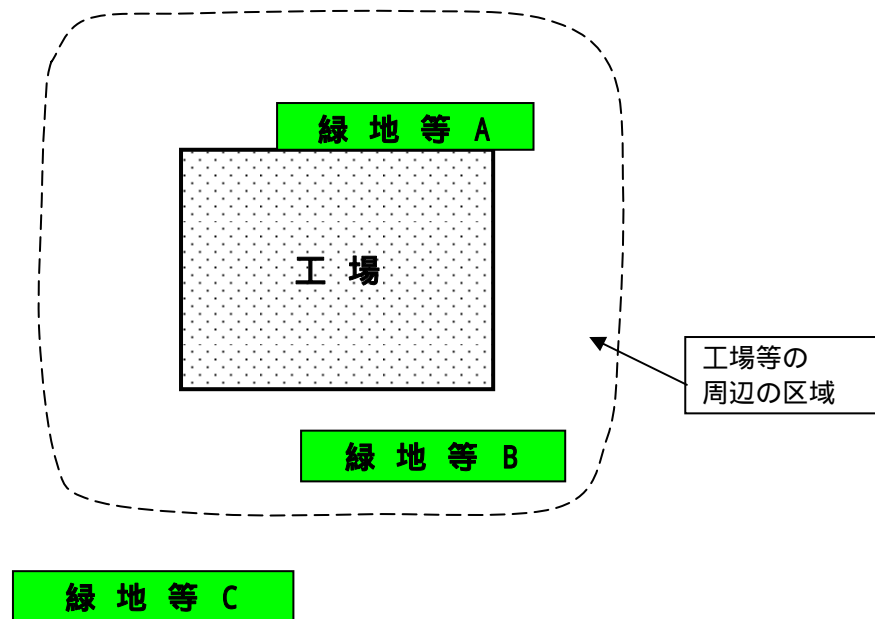 緑 地 等 A
工 場
工場等の
周辺の区域
緑 地 等 B
緑 地 等 C